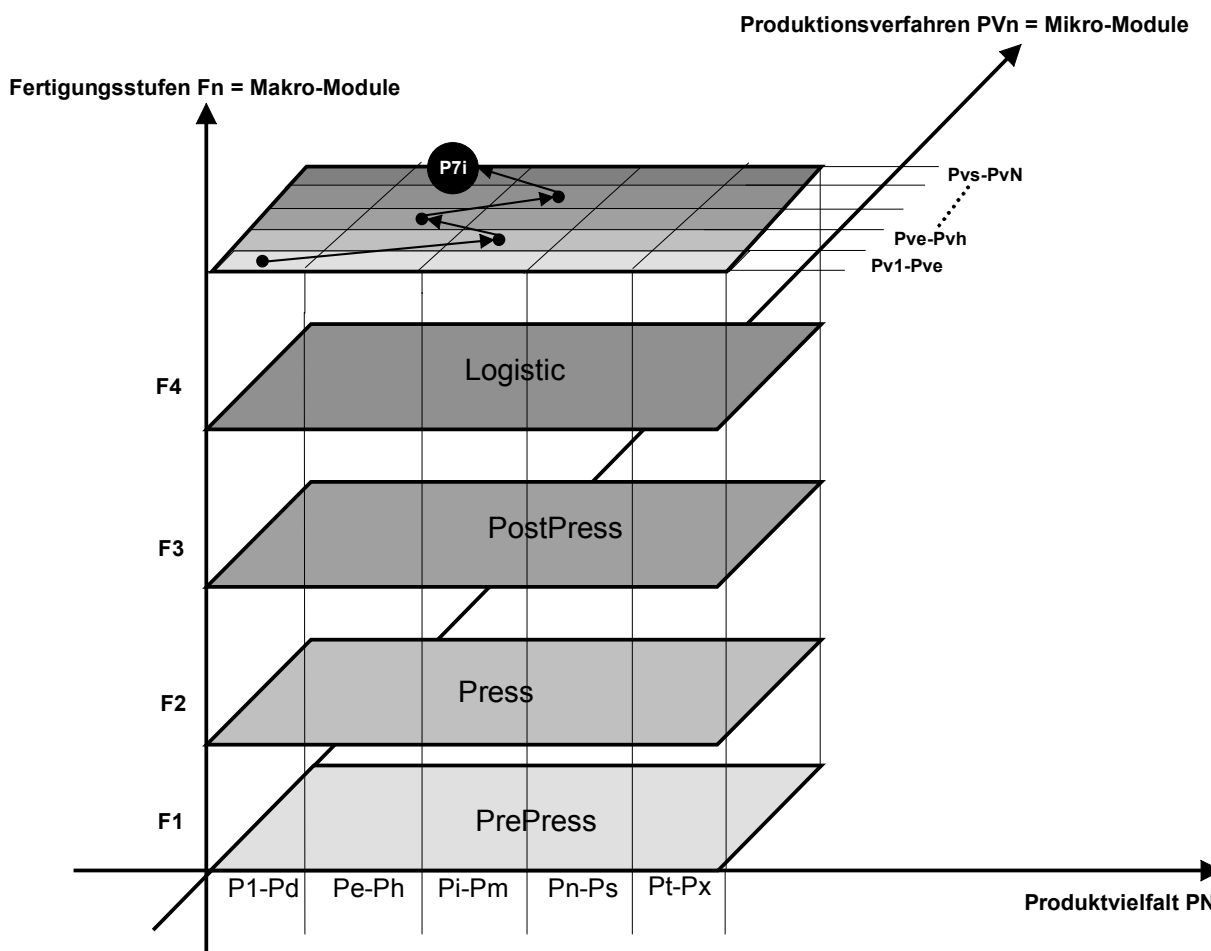 Produktionsverfahren PVn = Mikro-Module
Fertigungsstufen Fn = Makro-Module
P7i
Pvs-PvN
Pve-Pvh
Pv1-Pve
F4
Logistic
F3
PostPress
F2
Press
F1
PrePress
P1-Pd Pe-Ph Pi-Pm Pn-Ps Pt-Px
Produktvielfalt PN